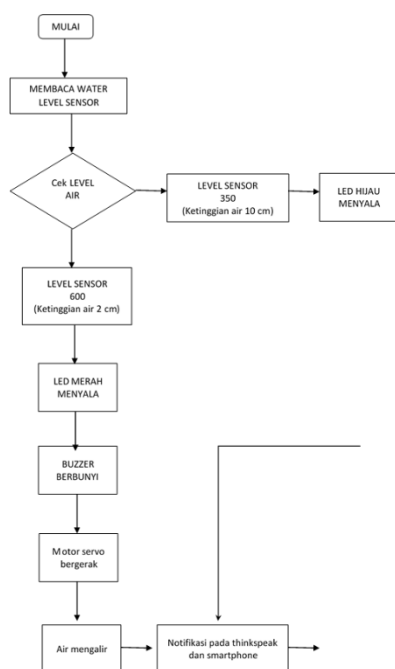 MULAI
MEMBACA WATER
LEVEL SENSOR
Cek LEVEL
AIR
LEVEL SENSOR
350
(Ketinggian air 10 cm)
LED HIJAU
MENYALA
LEVEL SENSOR
600
(Ketinggian air 2 cm)
LED MERAH
MENYALA
BUZZER
BERBUNYI
Motor servo
bergerak
Air mengalir
Notifikasi pada thinkspeak
dan smartphone